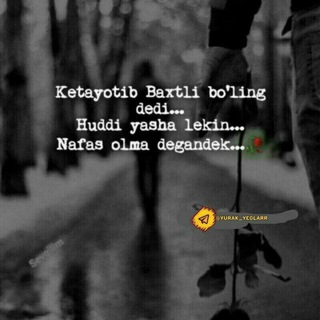 Ketayotib Baxtli bo'ling
dedi...
Huddi yasha lekin...
Nafas olma degandek...
@YURAK_YEGLARR